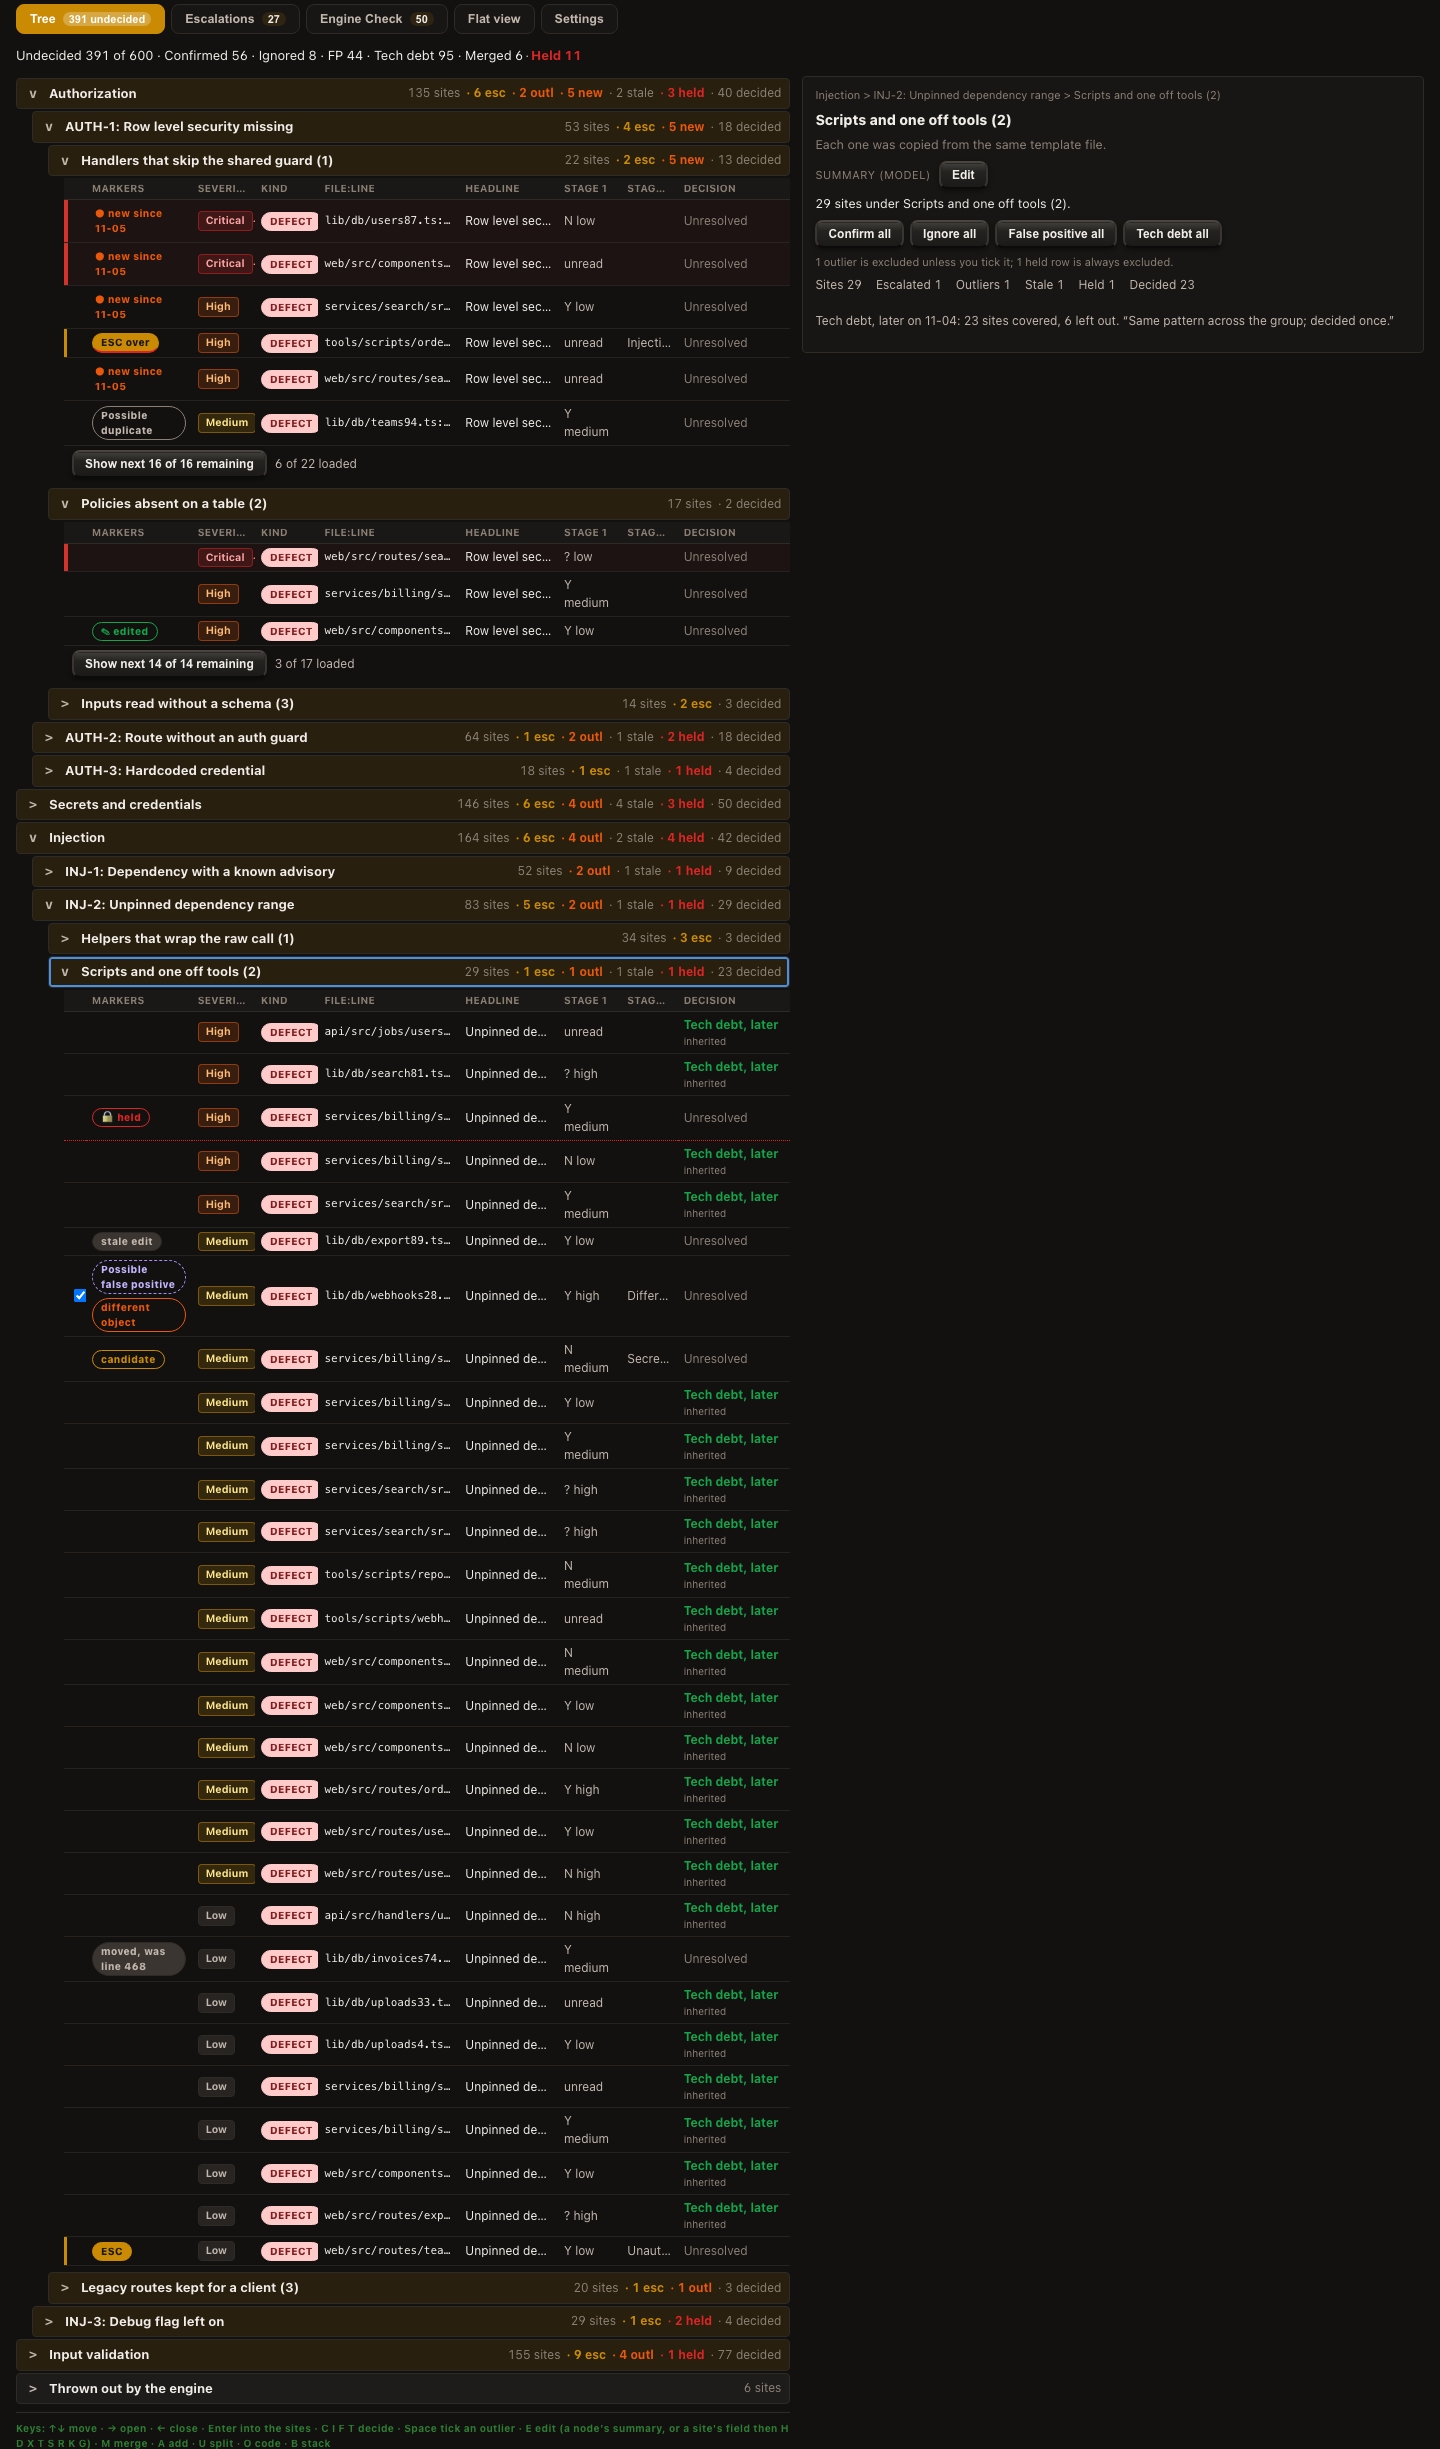 Tree 391 undecided Escalations 27 Engine Check 50 Flat view Settings
Undecided 391 of 600 · Confirmed 56 · Ignored 8 · FP 44 · Tech debt 95 · Merged 6 · Held 11
v Authorization 135 sites · 6 esc · 2 outl · 5 new · 2 stale · 3 held · 40 decided
v AUTH-1: Row level security missing 53 sites · 4 esc · 5 new · 18 decided
v Handlers that skip the shared guard (1) 22 sites · 2 esc · 5 new · 13 decided
MARKERS SEVERI... KIND FILE:LINE HEADLINE STAGE 1 STAG... DECISION
● new since 11-05 Critical DEFECT lib/db/users87.ts:… Row level sec… N low Unresolved
● new since 11-05 Critical DEFECT web/src/components… Row level sec… unread Unresolved
● new since 11-05 High DEFECT services/search/sr… Row level sec… Y low Unresolved
ESC over High DEFECT tools/scripts/orde… Row level sec… unread Injecti… Unresolved
● new since 11-05 High DEFECT web/src/routes/sea… Row level sec… unread Unresolved
Possible duplicate Medium DEFECT lib/db/teams94.ts:… Row level sec… Y medium Unresolved
Show next 16 of 16 remaining 6 of 22 loaded
v Policies absent on a table (2) 17 sites · 2 decided
MARKERS SEVERI... KIND FILE:LINE HEADLINE STAGE 1 STAG... DECISION
Critical DEFECT web/src/routes/sea… Row level sec… ? low Unresolved
High DEFECT services/billing/s… Row level sec… Y medium Unresolved
✎ edited High DEFECT web/src/components… Row level sec… Y low Unresolved
Show next 14 of 14 remaining 3 of 17 loaded
> Inputs read without a schema (3) 14 sites · 2 esc · 3 decided
> AUTH-2: Route without an auth guard 64 sites · 1 esc · 2 outl · 1 stale · 2 held · 18 decided
> AUTH-3: Hardcoded credential 18 sites · 1 esc · 1 stale · 1 held · 4 decided
> Secrets and credentials 146 sites · 6 esc · 4 outl · 4 stale · 3 held · 50 decided
v Injection 164 sites · 6 esc · 4 outl · 2 stale · 4 held · 42 decided
> INJ-1: Dependency with a known advisory 52 sites · 2 outl · 1 stale · 1 held · 9 decided
v INJ-2: Unpinned dependency range 83 sites · 5 esc · 2 outl · 1 stale · 1 held · 29 decided
> Helpers that wrap the raw call (1) 34 sites · 3 esc · 3 decided
v Scripts and one off tools (2) 29 sites · 1 esc · 1 outl · 1 stale · 1 held · 23 decided
MARKERS SEVERI... KIND FILE:LINE HEADLINE STAGE 1 STAG... DECISION
High DEFECT api/src/jobs/users… Unpinned de… unread Tech debt, later inherited
High DEFECT lib/db/search81.ts… Unpinned de… ? high Tech debt, later inherited
🔒 held High DEFECT services/billing/s… Unpinned de… Y medium Unresolved
High DEFECT services/billing/s… Unpinned de… N low Tech debt, later inherited
High DEFECT services/search/sr… Unpinned de… Y medium Tech debt, later inherited
stale edit Medium DEFECT lib/db/export89.ts… Unpinned de… Y low Unresolved
Possible false positive different object Medium DEFECT lib/db/webhooks28.… Unpinned de… Y high Differ… Unresolved
candidate Medium DEFECT services/billing/s… Unpinned de… N medium Secre… Unresolved
Medium DEFECT services/billing/s… Unpinned de… Y low Tech debt, later inherited
Medium DEFECT services/billing/s… Unpinned de… Y medium Tech debt, later inherited
Medium DEFECT services/search/sr… Unpinned de… ? high Tech debt, later inherited
Medium DEFECT services/search/sr… Unpinned de… ? high Tech debt, later inherited
Medium DEFECT tools/scripts/repo… Unpinned de… N medium Tech debt, later inherited
Medium DEFECT tools/scripts/webh… Unpinned de… unread Tech debt, later inherited
Medium DEFECT web/src/components… Unpinned de… N medium Tech debt, later inherited
Medium DEFECT web/src/components… Unpinned de… Y low Tech debt, later inherited
Medium DEFECT web/src/components… Unpinned de… N low Tech debt, later inherited
Medium DEFECT web/src/routes/ord… Unpinned de… Y high Tech debt, later inherited
Medium DEFECT web/src/routes/use… Unpinned de… Y low Tech debt, later inherited
Medium DEFECT web/src/routes/use… Unpinned de… N high Tech debt, later inherited
Low DEFECT api/src/handlers/u… Unpinned de… N high Tech debt, later inherited
moved, was line 468 Low DEFECT lib/db/invoices74.… Unpinned de… Y medium Unresolved
Low DEFECT lib/db/uploads33.t… Unpinned de… unread Tech debt, later inherited
Low DEFECT lib/db/uploads4.ts… Unpinned de… Y low Tech debt, later inherited
Low DEFECT services/billing/s… Unpinned de… unread Tech debt, later inherited
Low DEFECT services/billing/s… Unpinned de… Y medium Tech debt, later inherited
Low DEFECT web/src/components… Unpinned de… Y low Tech debt, later inherited
Low DEFECT web/src/routes/exp… Unpinned de… ? high Tech debt, later inherited
ESC Low DEFECT web/src/routes/tea… Unpinned de… Y low Unaut… Unresolved
> Legacy routes kept for a client (3) 20 sites · 1 esc · 1 outl · 3 decided
> INJ-3: Debug flag left on 29 sites · 1 esc · 2 held · 4 decided
> Input validation 155 sites · 9 esc · 4 outl · 1 held · 77 decided
> Thrown out by the engine 6 sites
Keys: ↑↓ move · → open · ← close · Enter into the sites · C I F T decide · Space tick an outlier · E edit (a node's summary, or a site's field then H
D X T S R K G) · M merge · A add · U split · O code · B stack
Injection > INJ-2: Unpinned dependency range > Scripts and one off tools (2)
Scripts and one off tools (2)
Each one was copied from the same template file.
SUMMARY (MODEL) Edit
29 sites under Scripts and one off tools (2).
Confirm all Ignore all False positive all Tech debt all
1 outlier is excluded unless you tick it; 1 held row is always excluded.
Sites 29 Escalated 1 Outliers 1 Stale 1 Held 1 Decided 23
Tech debt, later on 11-04: 23 sites covered, 6 left out. “Same pattern across the group; decided once.”